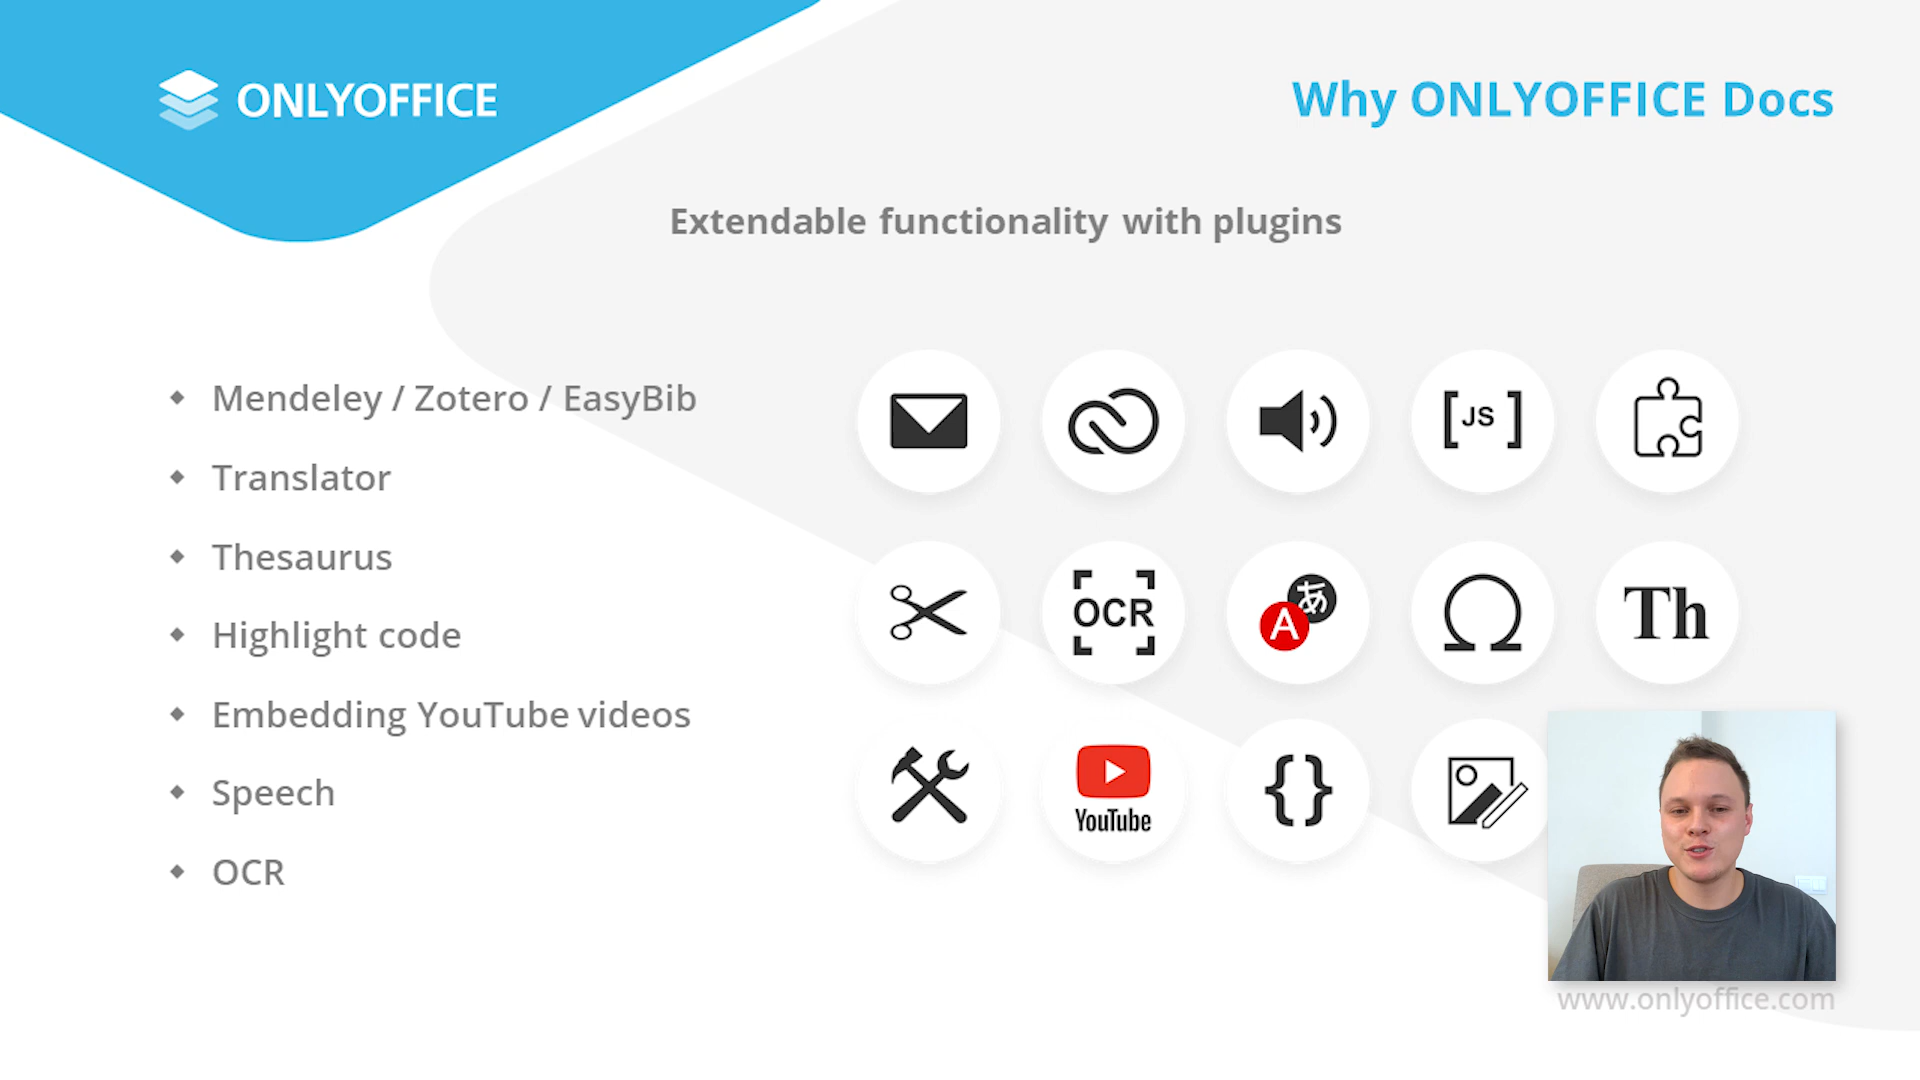 ONLYOFFICE
Why ONLYOFFICE Docs
Extendable functionality with plugins
Mendeley / Zotero / EasyBib
Translator
Thesaurus
Highlight code
Embedding YouTube videos
Speech
OCR
[JS]
OCR
A あ
Ω
Th
YouTube
{}
www.onlyoffice.com